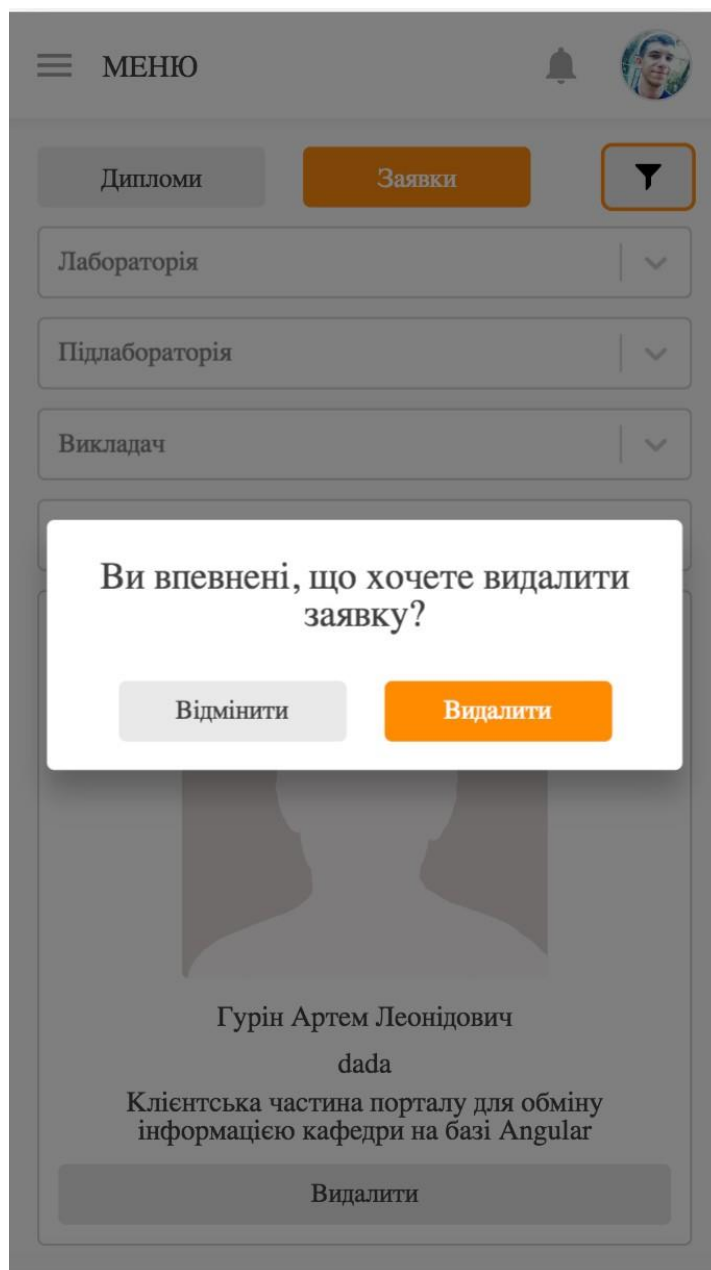 МЕНЮ
Дипломи
Заявки
Лабораторія
Підлабораторія
Викладач
Ви впевнені, що хочете видалити
заявку?
Відмінити
Видалити
Гурін Артем Леонідович
dada
Клієнтська частина порталу для обміну
інформацією кафедри на базі Angular
Видалити